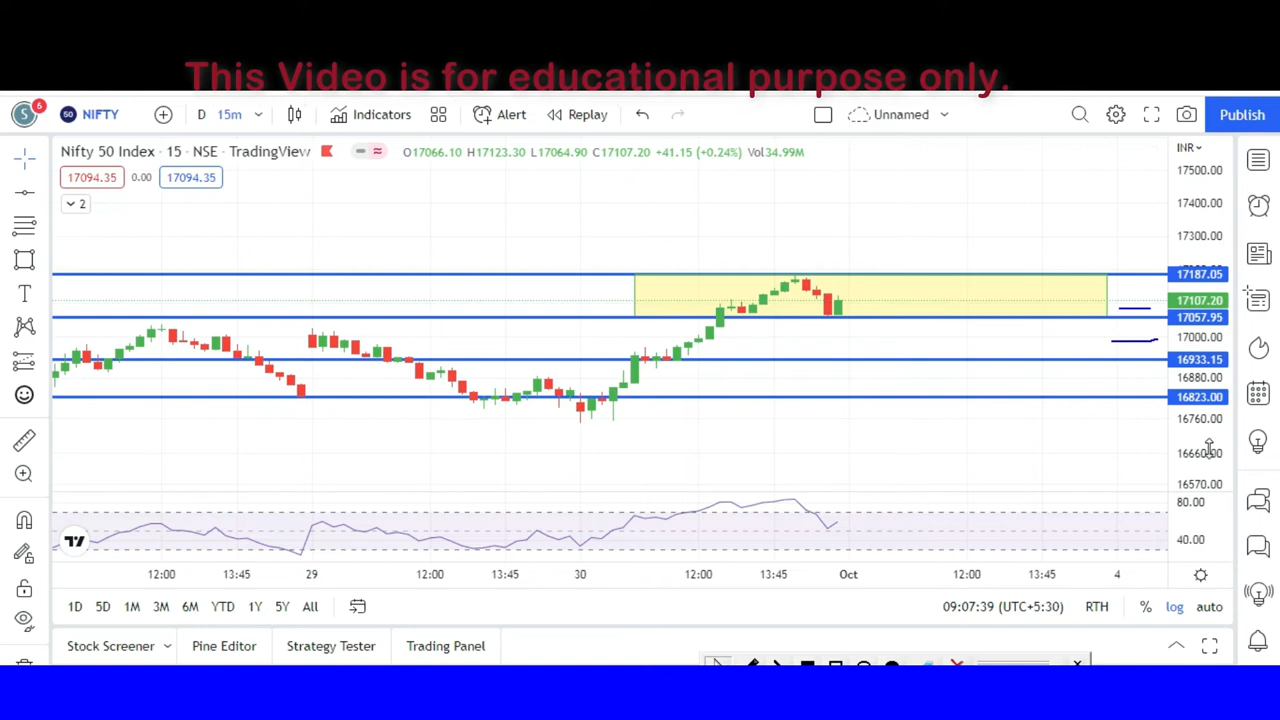 This Video is for educational purpose only.
S 6 50 NIFTY D 15m Indicators Alert Replay Unnamed Publish
Nifty 50 Index · 15 · NSE · TradingView O17066.10 H17123.30 L17064.90 C17107.20 +41.15 (+0.24%) Vol34.99M INR
17094.35 0.00 17094.35
2
17500.00
17400.00
17300.00
17187.05
17107.20
17057.95
17000.00
16933.15
16880.00
16823.00
16760.00
16660.00
16570.00
80.00
40.00
12:00 13:45 29 12:00 13:45 30 12:00 13:45 Oct 12:00 13:45 4
1D 5D 1M 3M 6M YTD 1Y 5Y All 09:07:39 (UTC+5:30) RTH % log auto
Stock Screener Pine Editor Strategy Tester Trading Panel